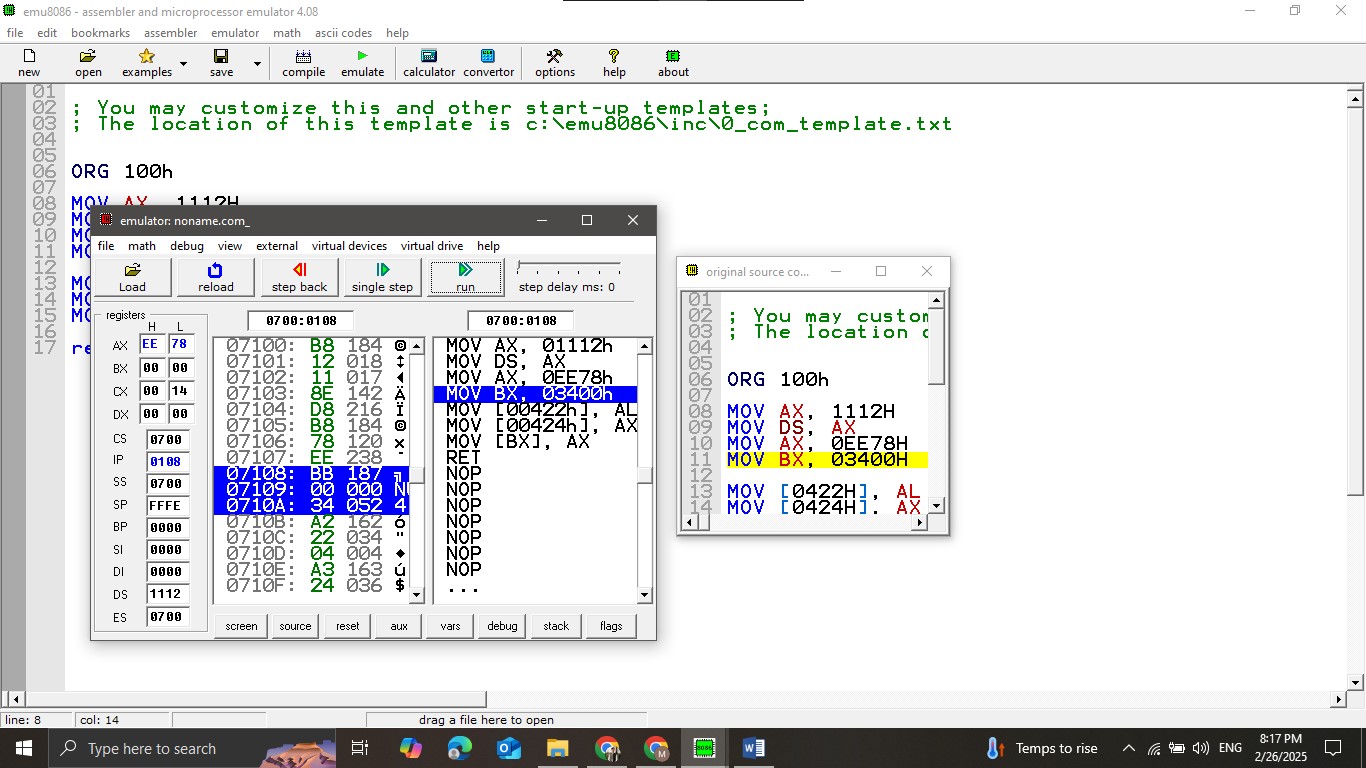 emu8086 - assembler and microprocessor emulator 4.08
file edit bookmarks assembler emulator math ascii codes help
new open examples save compile emulate calculator convertor options help about
01
02 ; You may customize this and other start-up templates;
03 ; The location of this template is c:\emu8086\inc\0_com_template.txt
04
05
06 ORG 100h
07
08 MOV AX, 1112H
09 MO
10 MO
11 MO
12
13 MO
14 MO
15 MO
16
17 re
emulator: noname.com_
file math debug view external virtual devices virtual drive help
Load reload step back single step run step delay ms: 0
registers
H L
AX EE 78
BX 00 00
CX 00 14
DX 00 00
CS 0700
IP 0108
SS 0700
SP FFFE
BP 0000
SI 0000
DI 0000
DS 1112
ES 0700
0700:0108
07100: B8 184
07101: 12 018 ↕
07102: 11 017 ◄
07103: 8E 142 Ä
07104: D8 216 Ï
07105: B8 184
07106: 78 120 x
07107: EE 238
07108: BB 187 ╗
07109: 00 000 NU
0710A: 34 052 4
0710B: A2 162 ó
0710C: 22 034 "
0710D: 04 004 ♦
0710E: A3 163 ú
0710F: 24 036 $
0700:0108
MOV AX, 01112h
MOV DS, AX
MOV AX, 0EE78h
MOV BX, 03400h
MOV [00422h], AL
MOV [00424h], AX
MOV [BX], AX
RET
NOP
NOP
NOP
NOP
NOP
NOP
NOP
...
screen source reset aux vars debug stack flags
original source co...
01
02 ; You may custom
03 ; The location o
04
05
06 ORG 100h
07
08 MOV AX, 1112H
09 MOV DS, AX
10 MOV AX, 0EE78H
11 MOV BX, 03400H
12
13 MOV [0422H], AL
14 MOV [0424H], AX
line: 8 col: 14 drag a file here to open
Type here to search
Temps to rise
ENG
8:17 PM
2/26/2025